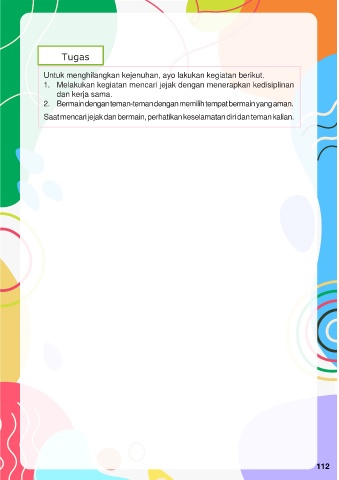 Tugas
Untuk menghilangkan kejenuhan, ayo lakukan kegiatan berikut.
1. Melakukan kegiatan mencari jejak dengan menerapkan kedisiplinan
dan kerja sama.
2. Bermain dengan teman-teman dengan memilih tempat bermain yang aman.
Saat mencari jejak dan bermain, perhatikan keselamatan diri dan teman kalian.
112